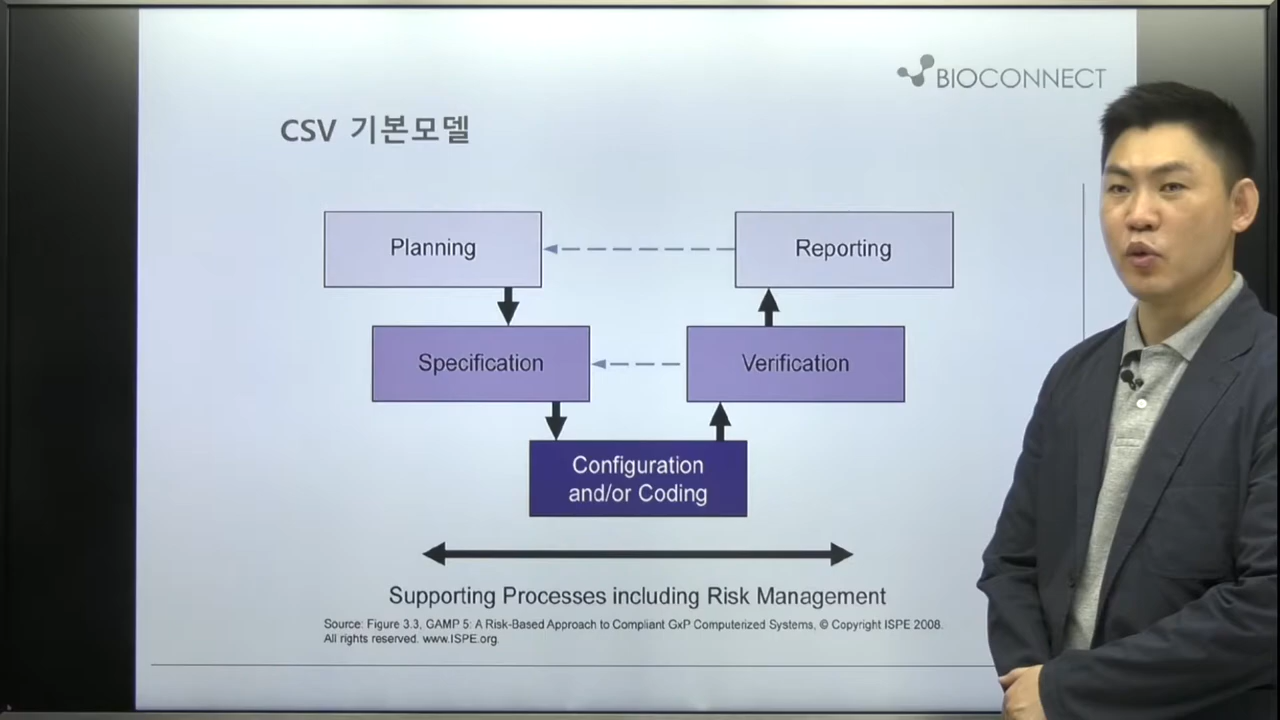 BIOCONNECT
CSV 기본모델
Planning
Reporting
Specification
Verification
Configuration
and/or Coding
Supporting Processes including Risk Management
Source: Figure 3.3, GAMP 5: A Risk-Based Approach to Compliant GxP Computerized Systems, © Copyright ISPE 2008.
All rights reserved. www.ISPE.org.